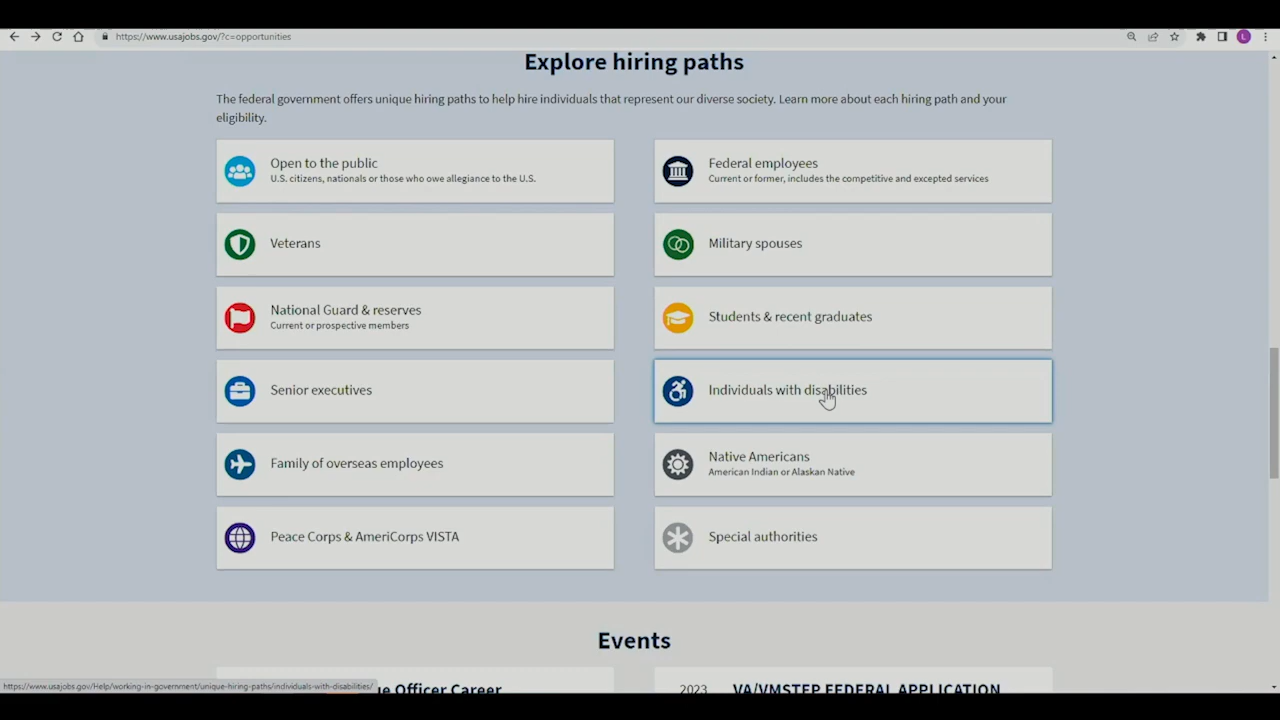 https://www.usajobs.gov/?c=opportunities
L
Explore hiring paths
The federal government offers unique hiring paths to help hire individuals that represent our diverse society. Learn more about each hiring path and your
eligibility.
Open to the public
U.S. citizens, nationals or those who owe allegiance to the U.S.
Federal employees
Current or former, includes the competitive and excepted services
Veterans
Military spouses
National Guard & reserves
Current or prospective members
Students & recent graduates
Senior executives
Individuals with disabilities
Family of overseas employees
Native Americans
American Indian or Alaskan Native
Peace Corps & AmeriCorps VISTA
Special authorities
Events
https://www.usajobs.gov/Help/working-in-government/unique-hiring-paths/individuals-with-disabilities/
ue Officer Career
2023
VA/VMSTEP FEDERAL APPLICATION